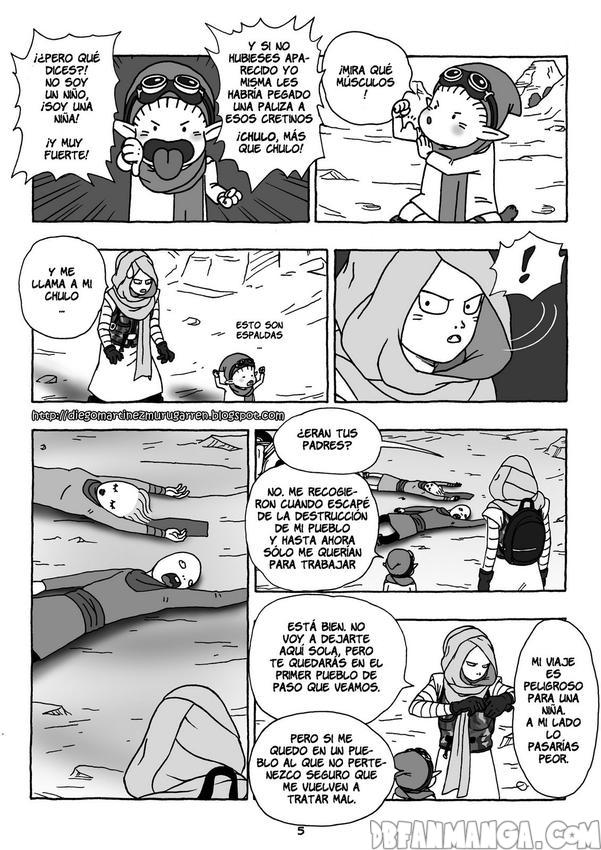 ¿¡PERO QUÉ
DICES?!
NO SOY
UN NIÑO,
¡SOY UNA
NIÑA!
¡Y MUY
FUERTE!
Y SI NO
HUBIESES APA-
RECIDO YO
MISMA LES
HABRÍA PEGADO
UNA PALIZA A
ESOS CRETINOS
¡CHULO, MÁS
QUE CHULO!
¡MIRA QUÉ
MÚSCULOS
!
Y ME
LLAMA A MI
CHULO
...
ESTO SON
ESPALDAS
!
http://diegomartinezmurugarren.blogspot.com/
¿ERAN TUS
PADRES?
NO. ME RECOGIE-
RON CUANDO ESCAPÉ
DE LA DESTRUCCIÓN
DE MI PUEBLO
Y HASTA AHORA
SÓLO ME QUERÍAN
PARA TRABAJAR
ESTÁ BIEN. NO
VOY A DEJARTE
AQUÍ SOLA, PERO
TE QUEDARÁS EN EL
PRIMER PUEBLO DE
PASO QUE VEAMOS.
MI VIAJE
ES
PELIGROSO
PARA UNA
NIÑA.
A MI LADO
LO
PASARÍAS
PEOR.
PERO SI ME
QUEDO EN UN PUE-
BLO AL QUE NO PERTE-
NEZCO SEGURO QUE
ME VUELVEN A
TRATAR MAL.
5
DBFANMANGA.COM